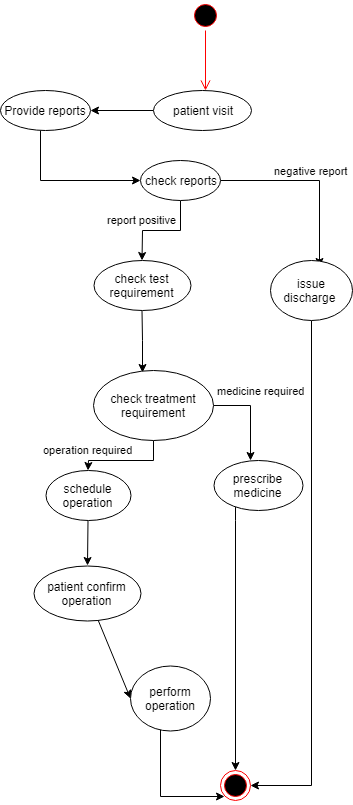 patient visit
Provide reports
check reports
negative report
report positive
check test
requirement
issue
discharge
check treatment
requirement
medicine required
operation required
schedule
operation
prescribe
medicine
patient confirm
operation
perform
operation